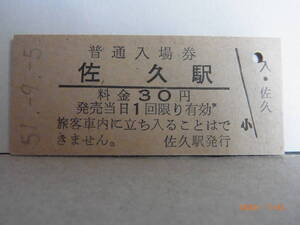 51.-9.-5
普通入場券
佐久駅
料金30円
発売当日1回限り有効
旅客車内に立ち入ることはで
きません。 佐久駅発行
小
入・佐久